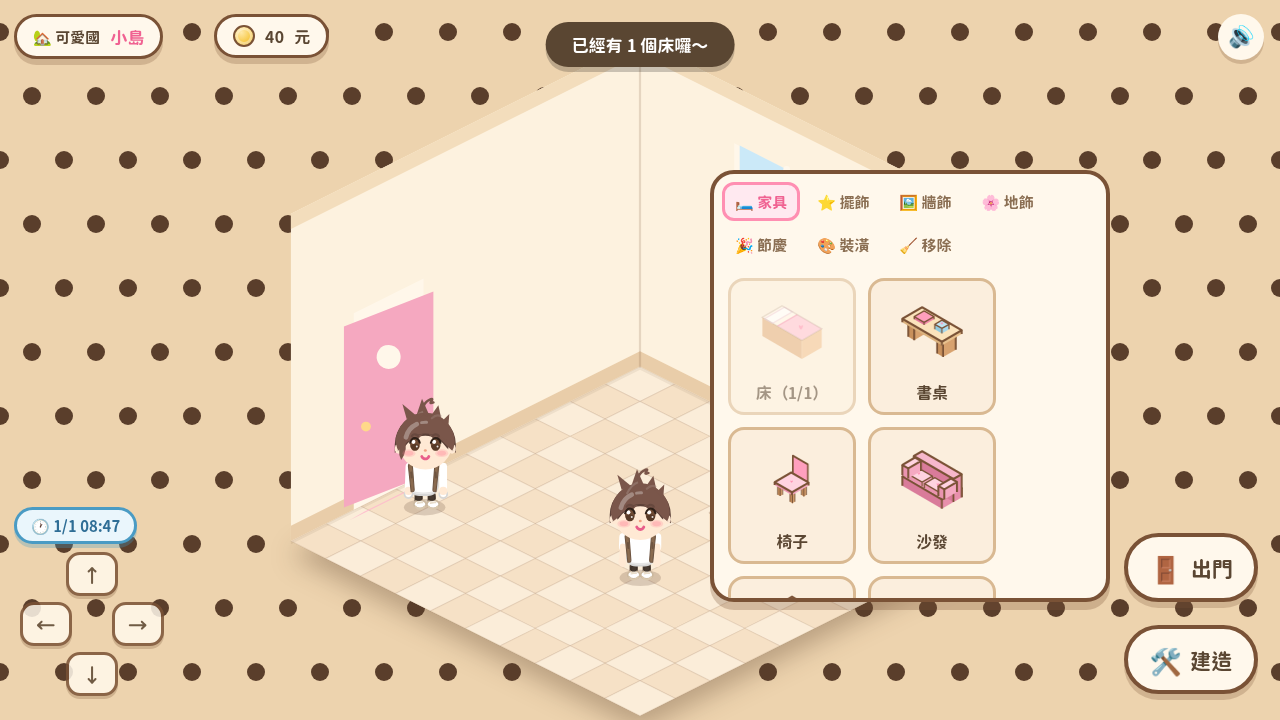 可愛國 小島
40 元
已經有 1 個床囉～
家具
擺飾
牆飾
地飾
節慶
裝潢
移除
床（1/1）
書桌
椅子
沙發
1/1 08:47
↑
← →
↓
出門
建造